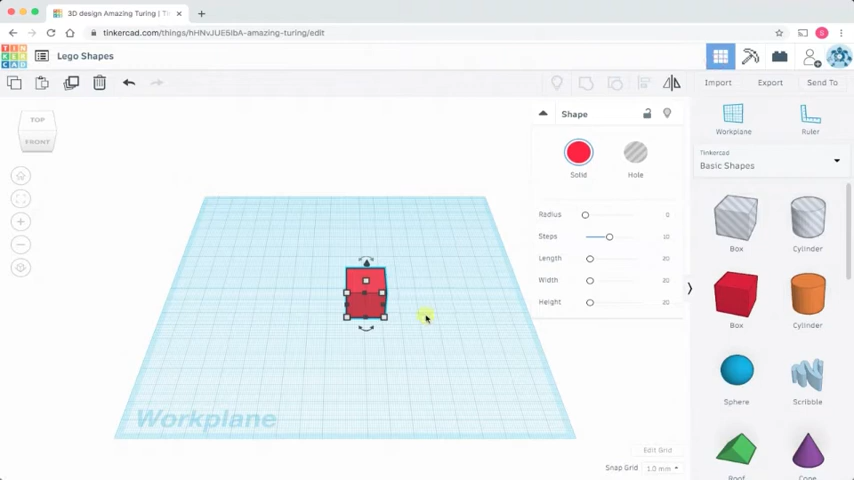 3D design Amazing Turing | Ti
tinkercad.com/things/hHNvJUE5IbA-amazing-turing/edit
S
TIN
KER
CAD
Lego Shapes
Import
Export
Send To
TOP
FRONT
Shape
Solid
Hole
Radius 0
Steps 10
Length 20
Width 20
Height 20
Workplane
Ruler
Tinkercad
Basic Shapes
Box
Cylinder
Box
Cylinder
Sphere
Scribble
Roof
Cone
Workplane
Edit Grid
Snap Grid 1.0 mm